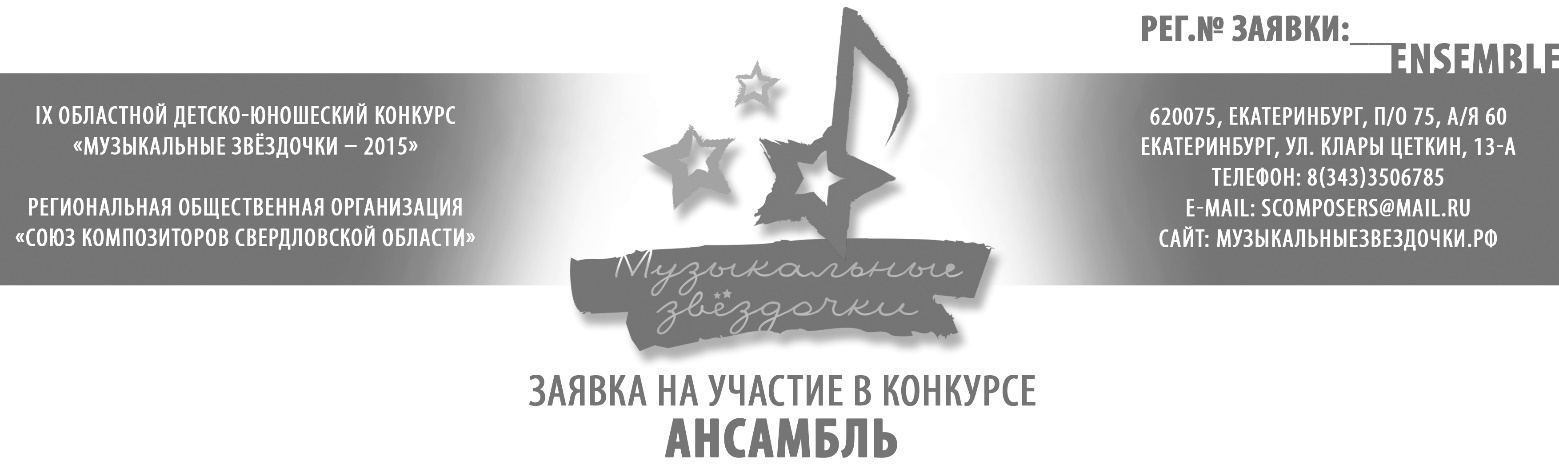 РЕГ.№ ЗАЯВКИ:___
ENSEMBLE
IX ОБЛАСТНОЙ ДЕТСКО-ЮНОШЕСКИЙ КОНКУРС
«МУЗЫКАЛЬНЫЕ ЗВЁЗДОЧКИ – 2015»
РЕГИОНАЛЬНАЯ ОБЩЕСТВЕННАЯ ОРГАНИЗАЦИЯ
«СОЮЗ КОМПОЗИТОРОВ СВЕРДЛОВСКОЙ ОБЛАСТИ»
620075, ЕКАТЕРИНБУРГ, П/О 75, А/Я 60
ЕКАТЕРИНБУРГ, УЛ. КЛАРЫ ЦЕТКИН, 13-А
ТЕЛЕФОН: 8(343)3506785
E-MAIL: SCOMPOSERS@MAIL.RU
САЙТ: МУЗЫКАЛЬНЫЕЗВЕЗДОЧКИ.РФ
Музыкальные
звёздочки
ЗАЯВКА НА УЧАСТИЕ В КОНКУРСЕ
АНСАМБЛЬ